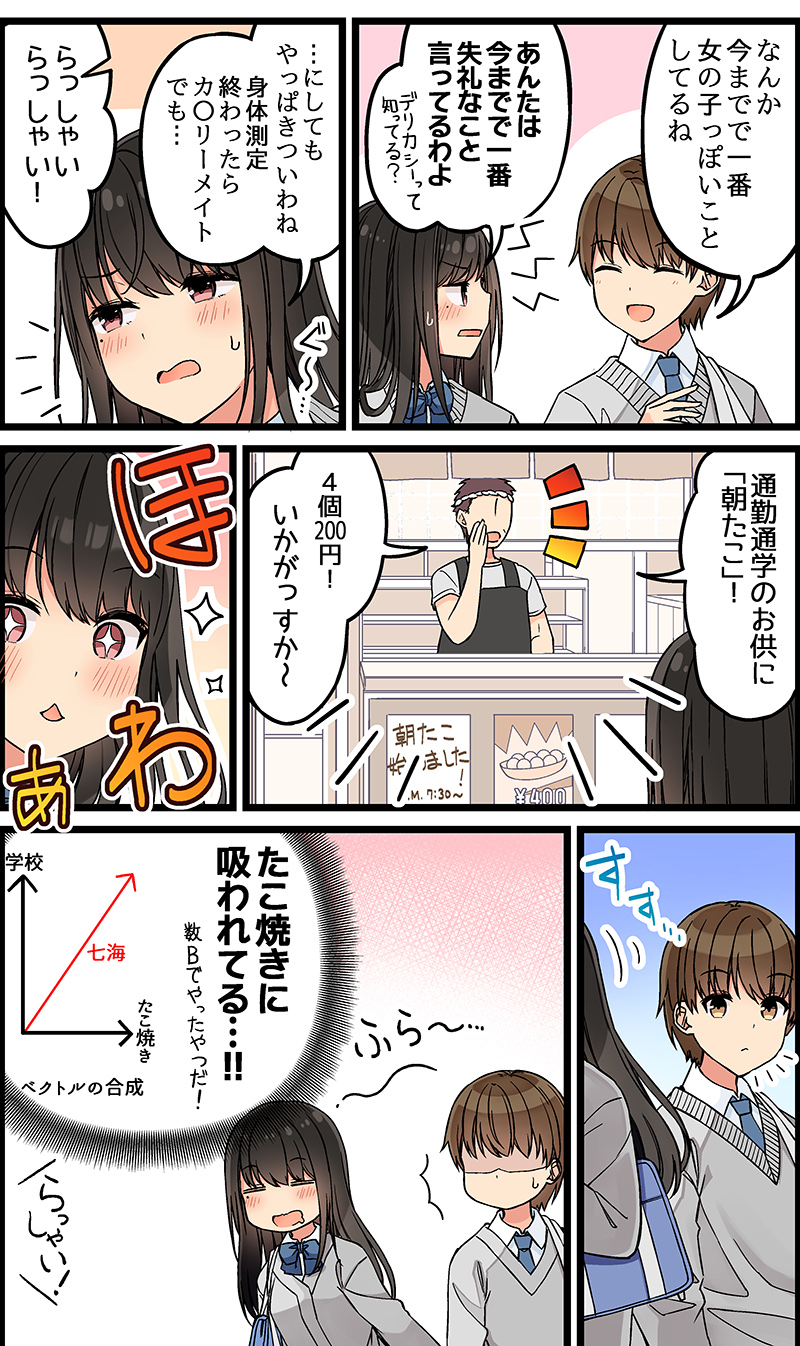 なんか
今までで一番
女の子っぽいこと
してるね
あんたは
今までで一番
失礼なこと
言ってるわよ
デリカシーって
知ってる?
…にしても
やっぱきついわね
身体測定
終わったら
カ〇リーメイト
でも…
ぐ〜
らっしゃい
らっしゃい!
通勤通学のお供に
「朝たこ」!
4個200円!
いかがっすか〜
朝たこ
始めました!
.M. 7:30〜
¥400
ほ
わ
ぁ
すす…
たこ焼きに
吸われてる…!!
数Bでやったやつだ!
学校
七海
たこ焼き
ベクトルの合成
ふら〜…
らっしゃい!